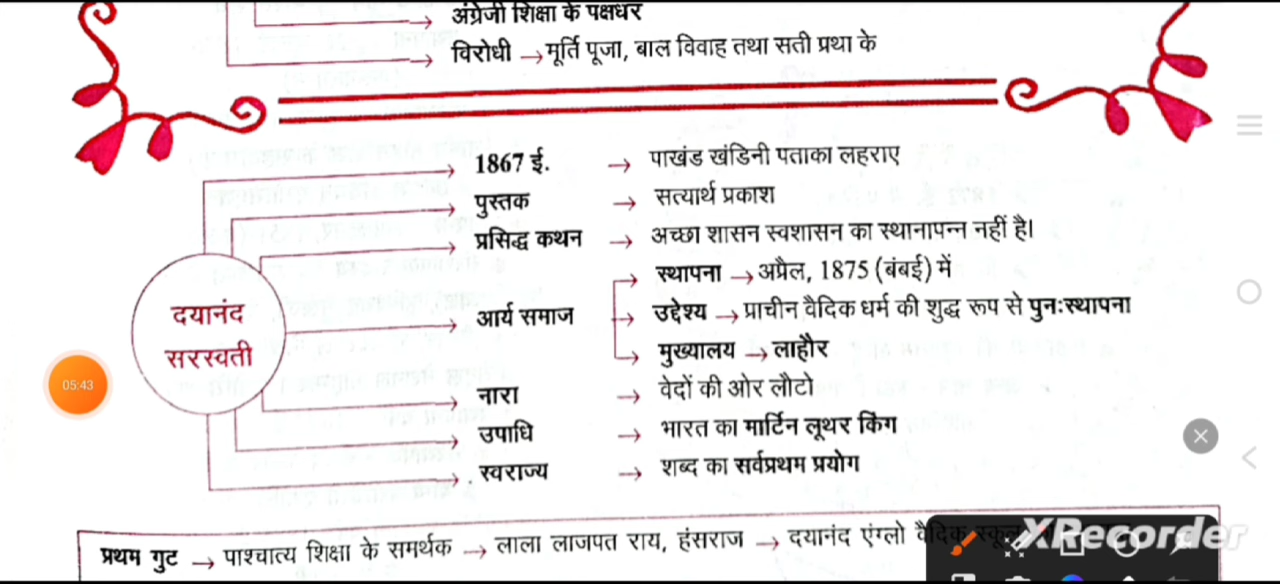 अंग्रेजी शिक्षा के पक्षधर
विरोधी → मूर्ति पूजा, बाल विवाह तथा सती प्रथा के
1867 ई. → पाखंड खंडिनी पताका लहराए
पुस्तक → सत्यार्थ प्रकाश
प्रसिद्ध कथन → अच्छा शासन स्वशासन का स्थानापन्न नहीं है।
स्थापना → अप्रैल, 1875 (बंबई) में
दयानंद सरस्वती
आर्य समाज → उद्देश्य → प्राचीन वैदिक धर्म की शुद्ध रूप से पुनःस्थापना
मुख्यालय → लाहौर
05:43
नारा → वेदों की ओर लौटो
उपाधि → भारत का मार्टिन लूथर किंग
स्वराज्य → शब्द का सर्वप्रथम प्रयोग
प्रथम गुट → पाश्चात्य शिक्षा के समर्थक → लाला लाजपत राय, हंसराज → दयानंद एंग्लो वैदिक स्कूल
XRecorder